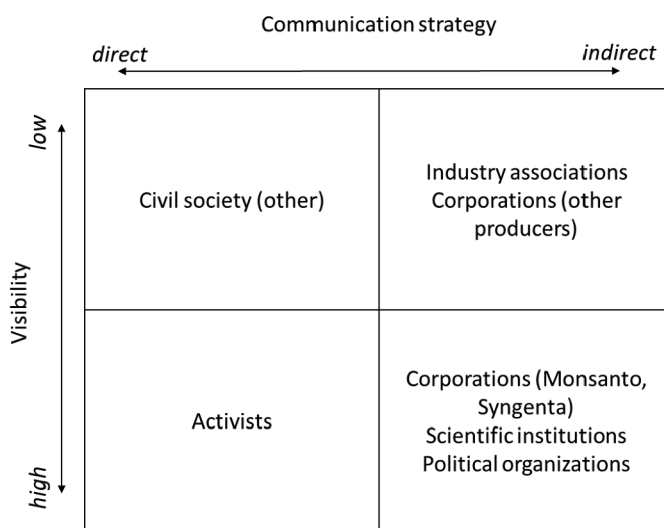 Communication strategy
direct
indirect
low
Visibility
high
Civil society (other)
Industry associations
Corporations (other
producers)
Activists
Corporations (Monsanto,
Syngenta)
Scientific institutions
Political organizations